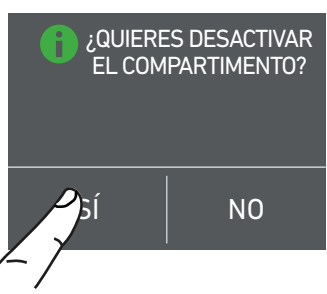 ¿QUIERES DESACTIVAR
EL COMPARTIMENTO?
SÍ NO